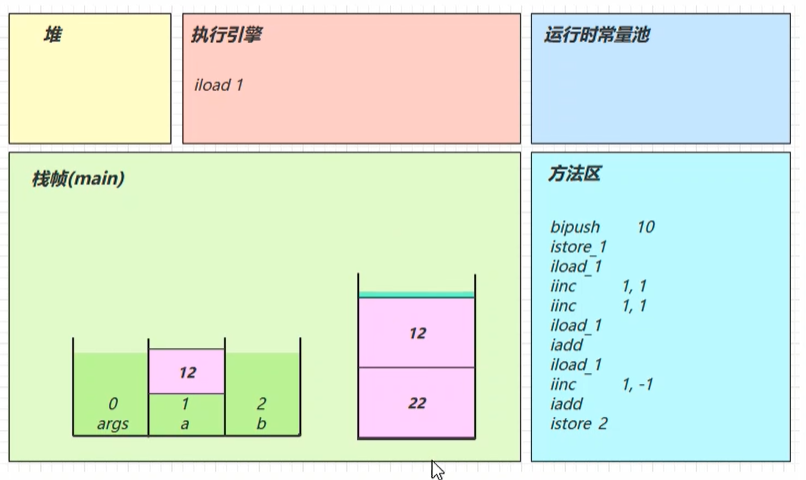 堆
执行引擎
iload 1
运行时常量池
栈帧(main)
12
0
1
2
args
a
b
12
22
方法区
bipush 10
istore_1
iload_1
iinc 1, 1
iinc 1, 1
iload_1
iadd
iload_1
iinc 1, -1
iadd
istore 2